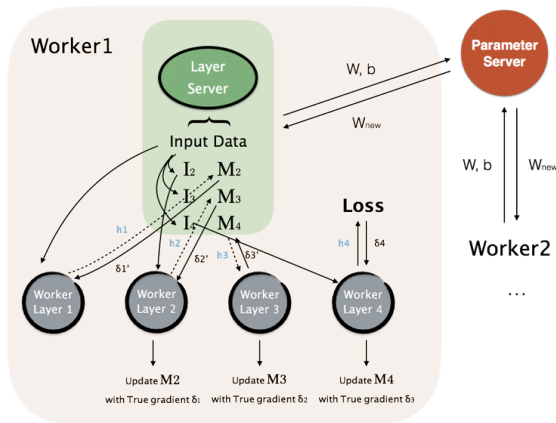 Worker1
Layer
Server
Input Data
I2 M2
I3 M3
I4 M4
W, b
Wnew
Parameter
Server
W, b
Wnew
Worker2
...
Loss
h1
δ1'
h2
δ2'
h3
δ3'
h4
δ4
Worker
Layer 1
Worker
Layer 2
Worker
Layer 3
Worker
Layer 4
Update M2
with True gradient δ1
Update M3
with True gradient δ2
Update M4
with True gradient δ3